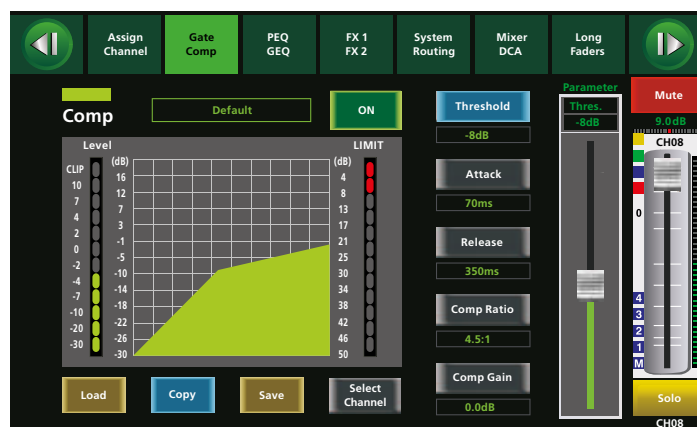 Assign Channel
Gate Comp
PEQ GEQ
FX 1 FX 2
System Routing
Mixer DCA
Long Faders
Comp
Default
ON
Threshold
-8dB
Attack
70ms
Release
350ms
Comp Ratio
4.5:1
Comp Gain
0.0dB
Parameter
Thres.
-8dB
Mute
9.0dB
CH08
0
4
3
2
1
M
Solo
CH08
Level
CLIP
10
7
4
2
0
-2
-4
-7
-10
-20
-30
(dB)
16
12
7
3
-1
-5
-10
-14
-18
-22
-26
-30
LIMIT
(dB)
4
8
13
17
21
25
30
34
38
42
46
50
Load
Copy
Save
Select Channel